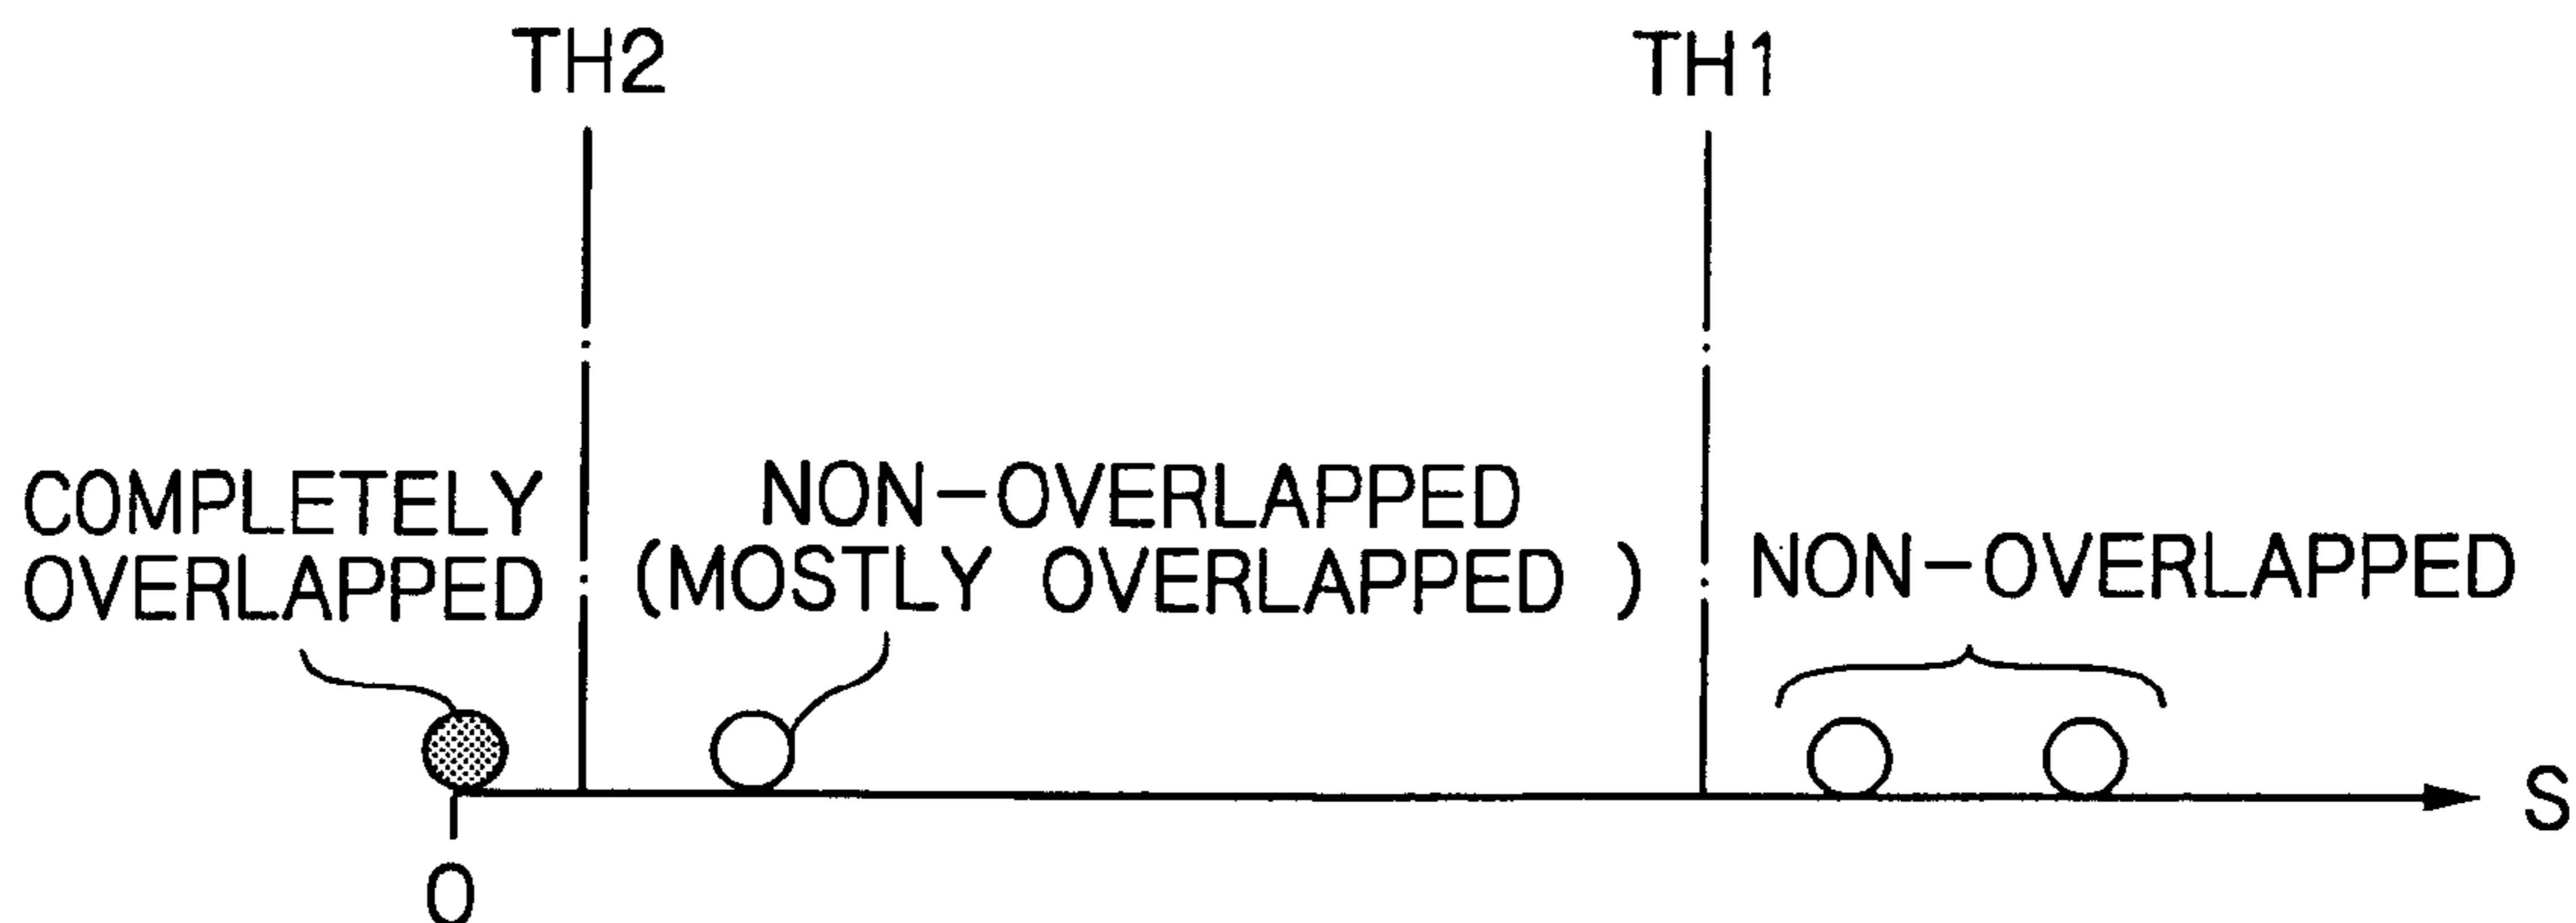 TH2
TH1
COMPLETELY
OVERLAPPED
NON-OVERLAPPED
(MOSTLY OVERLAPPED )
NON-OVERLAPPED
S
0